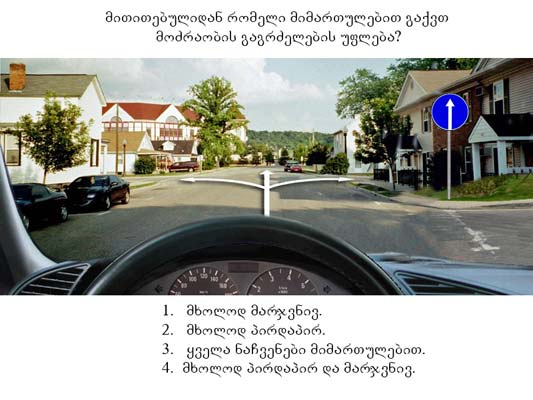 მითითებულიდან რომელი მიმართულებით გაქვთ
მოძრაობის გაგრძელების უფლება?
1. მხოლოდ მარჯვნივ.
2. მხოლოდ პირდაპირ.
3. ყველა ნაჩვენები მიმართულებით.
4. მხოლოდ პირდაპირ და მარჯვნივ.